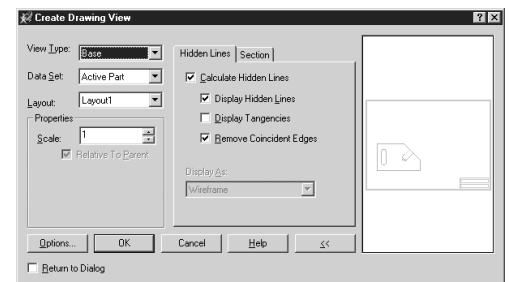 Create Drawing View
View Type: Base
Data Set: Active Part
Layout: Layout1
Properties
Scale: 1
Relative To Parent
Hidden Lines Section
Calculate Hidden Lines
Display Hidden Lines
Display Tangencies
Remove Coincident Edges
Display As:
Wireframe
Options... OK Cancel Help <<
Return to Dialog